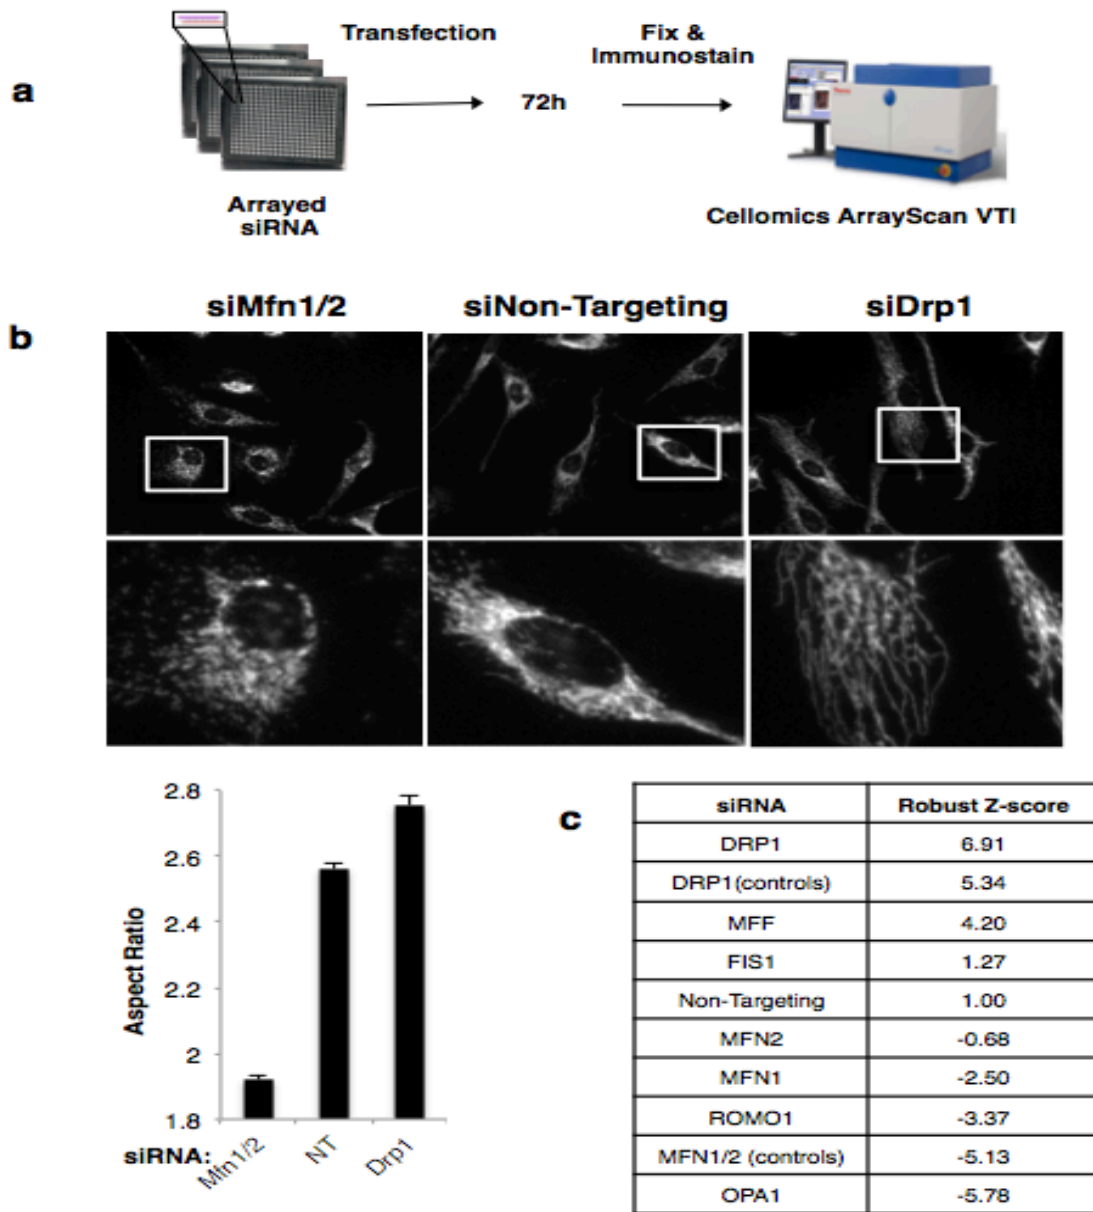 a
Transfection
72h
Fix &
Immunostain
Arrayed
siRNA
Cellomics ArrayScan VTI
b
siMfn1/2
siNon-Targeting
siDrp1
Aspect Ratio
2.8
2.6
2.4
2.2
2
1.8
siRNA:
Mfn1/2
NT
Drp1
c
siRNA Robust Z-score
DRP1 6.91
DRP1(controls) 5.34
MFF 4.20
FIS1 1.27
Non-Targeting 1.00
MFN2 -0.68
MFN1 -2.50
ROMO1 -3.37
MFN1/2 (controls) -5.13
OPA1 -5.78